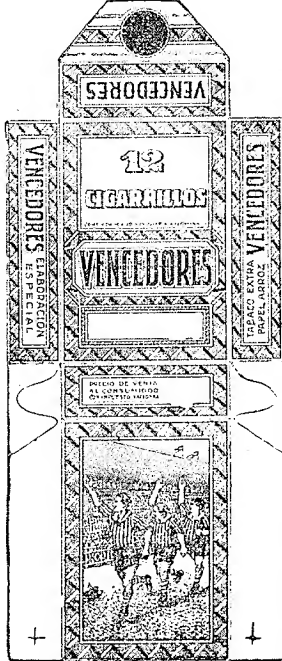 VENCEDORES
12
CIGARRILLOS
VENCEDORES
VENCEDORES
ELABORACIÓN
ESPECIAL
TABACO EXTRA
PAPEL ARROZ
VENCEDORES
PRECIO DE VENTA
AL CONSUMIDOR